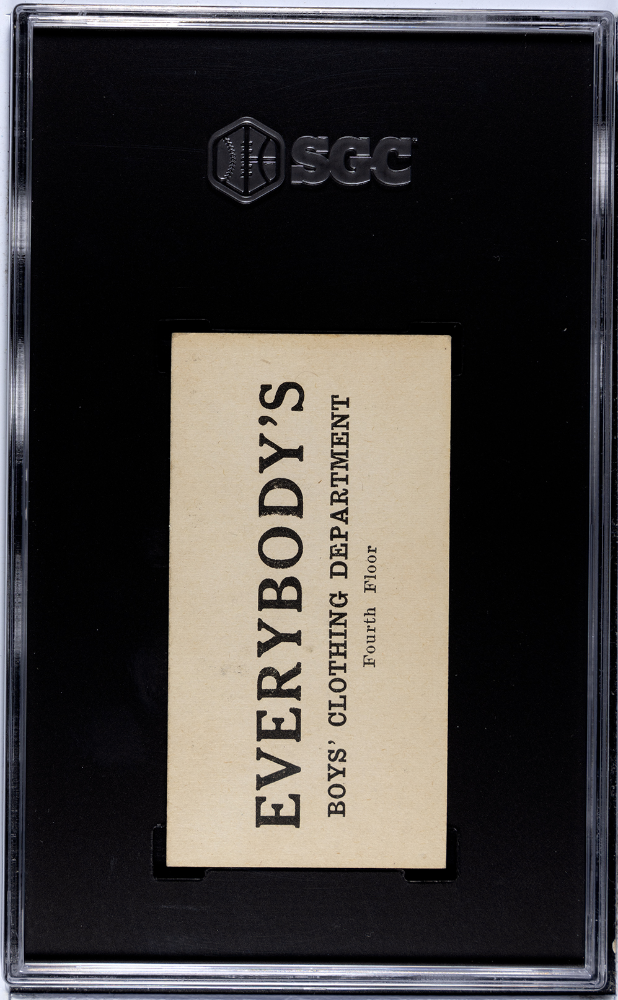 SGC
EVERYBODY'S
BOYS' CLOTHING DEPARTMENT
Fourth Floor